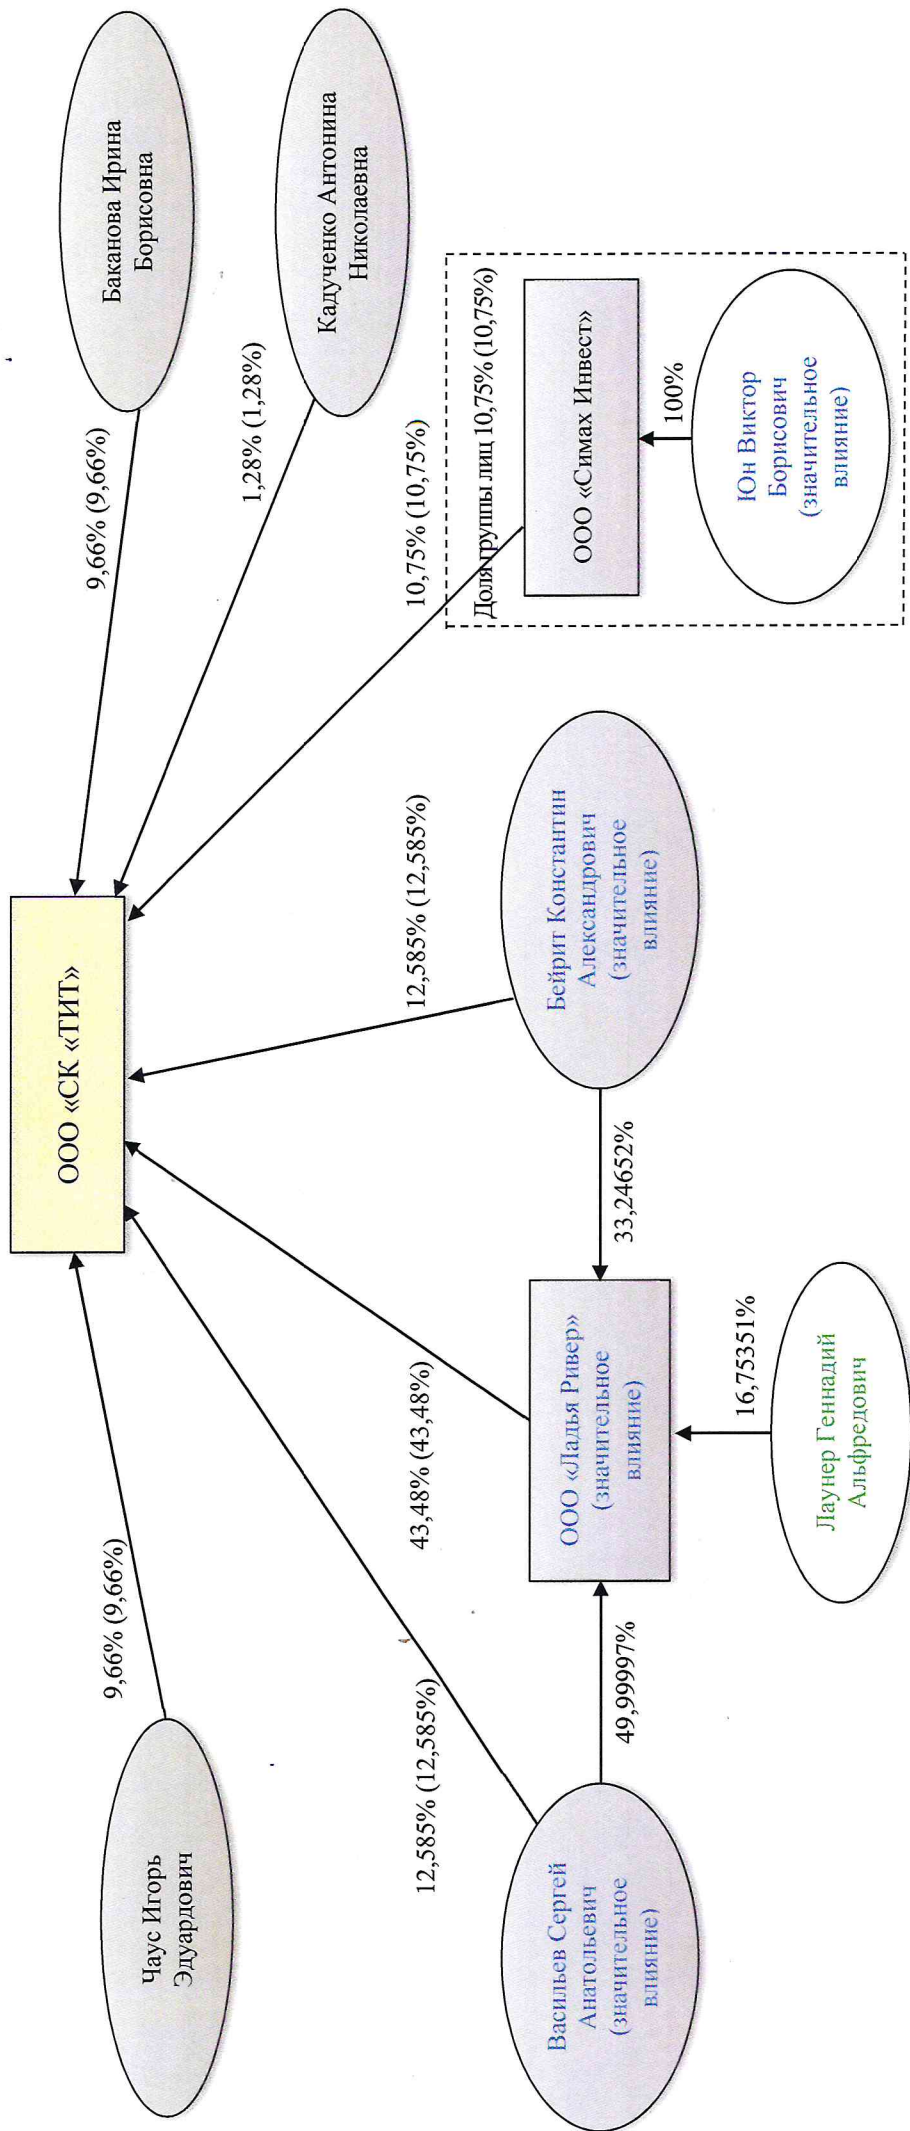 ООО «СК «ТИТ»
Чаус Игорь
Эдуардович
9,66% (9,66%)
Баканова Ирина
Борисовна
9,66% (9,66%)
Кадученко Антонина
Николаевна
1,28% (1,28%)
12,585% (12,585%)
43,48% (43,48%)
12,585% (12,585%)
10,75% (10,75%)
Доля группы лиц 10,75% (10,75%)
Васильев Сергей
Анатольевич
(значительное
влияние)
49,99997%
ООО «Ладья Ривер»
(значительное
влияние)
33,24652%
Бейрит Константин
Александрович
(значительное
влияние)
ООО «Симах Инвест»
100%
Юн Виктор
Борисович
(значительное
влияние)
16,75351%
Лаунер Геннадий
Альфредович